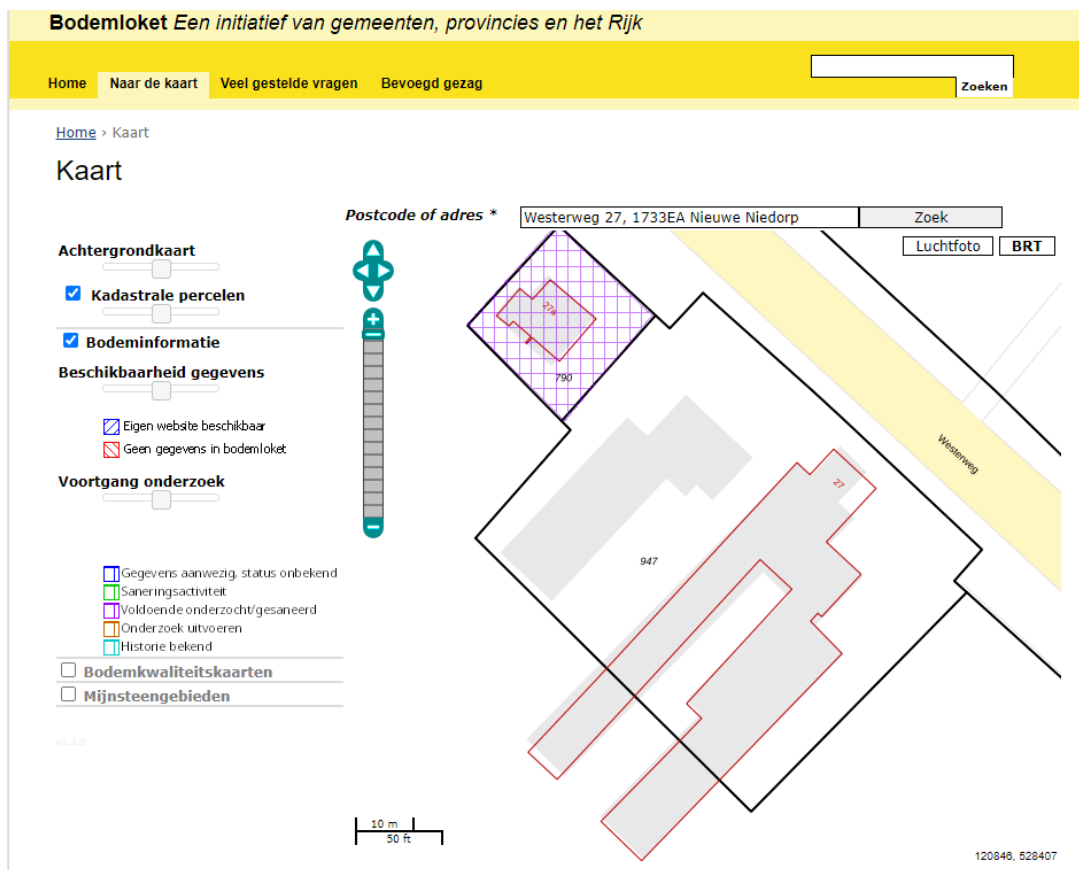 Bodemloket Een initiatief van gemeenten, provincies en het Rijk
Home Naar de kaart Veel gestelde vragen Bevoegd gezag
Zoeken
Home › Kaart
Kaart
Postcode of adres * Westerweg 27, 1733EA Nieuwe Niedorp Zoek
Luchtfoto BRT
Achtergrondkaart
Kadastrale percelen
Bodeminformatie
Beschikbaarheid gegevens
Eigen website beschikbaar
Geen gegevens in bodemloket
Voortgang onderzoek
Gegevens aanwezig, status onbekend
Saneringsactiviteit
Voldoende onderzocht/gesaneerd
Onderzoek uitvoeren
Historie bekend
Bodemkwaliteitskaarten
Mijnsteengebieden
v1.2.0
27a
790
Westerweg
27
947
10 m
50 ft
120846, 528407